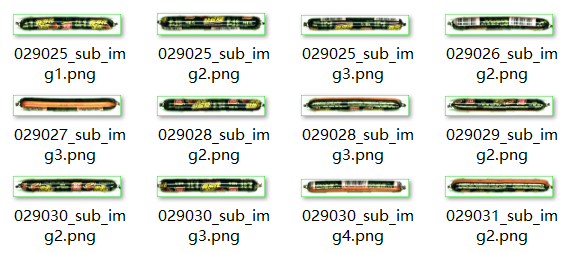 029025_sub_im
g1.png
029025_sub_im
g2.png
029025_sub_im
g3.png
029026_sub_im
g2.png
029027_sub_im
g3.png
029028_sub_im
g2.png
029028_sub_im
g3.png
029029_sub_im
g2.png
029030_sub_im
g2.png
029030_sub_im
g3.png
029030_sub_im
g4.png
029031_sub_im
g2.png